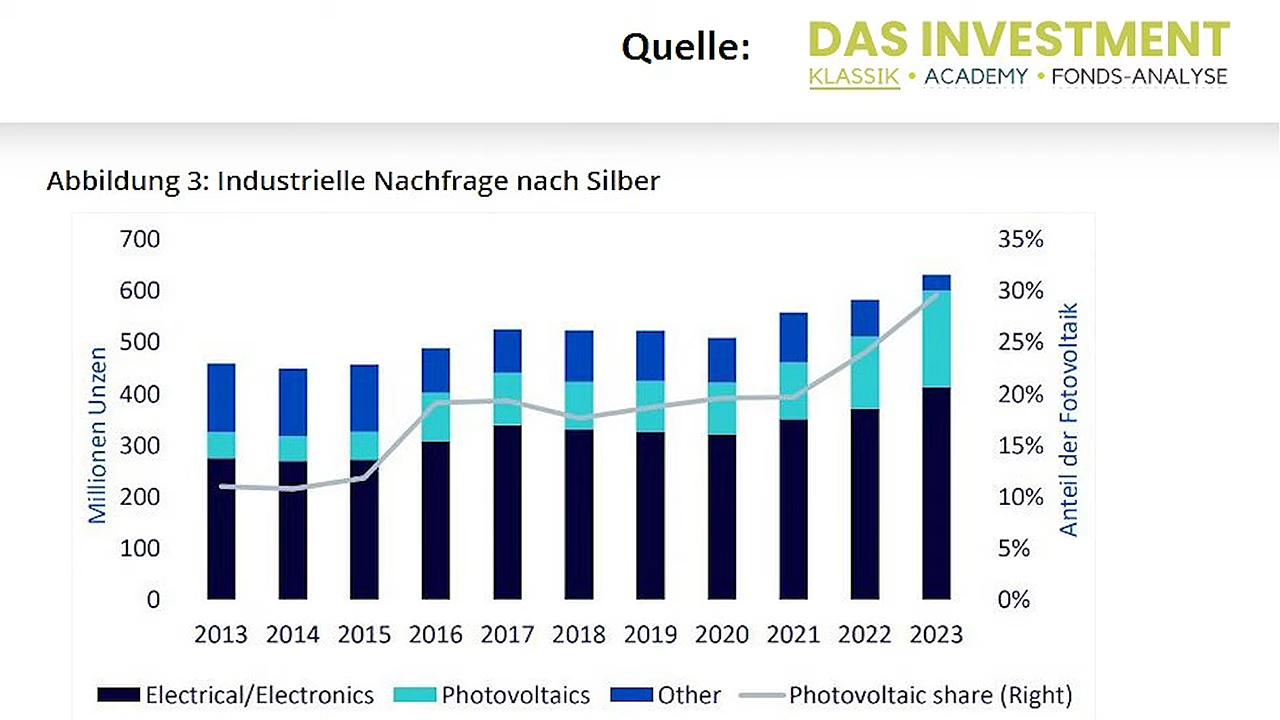 Quelle:
DAS INVESTMENT
KLASSIK • ACADEMY • FONDS-ANALYSE
Abbildung 3: Industrielle Nachfrage nach Silber
700
600
500
400
300
200
100
0
Millionen Unzen
35%
30%
25%
20%
15%
10%
5%
0%
Anteil der Fotovoltaik
2013 2014 2015 2016 2017 2018 2019 2020 2021 2022 2023
Electrical/Electronics Photovoltaics Other Photovoltaic share (Right)